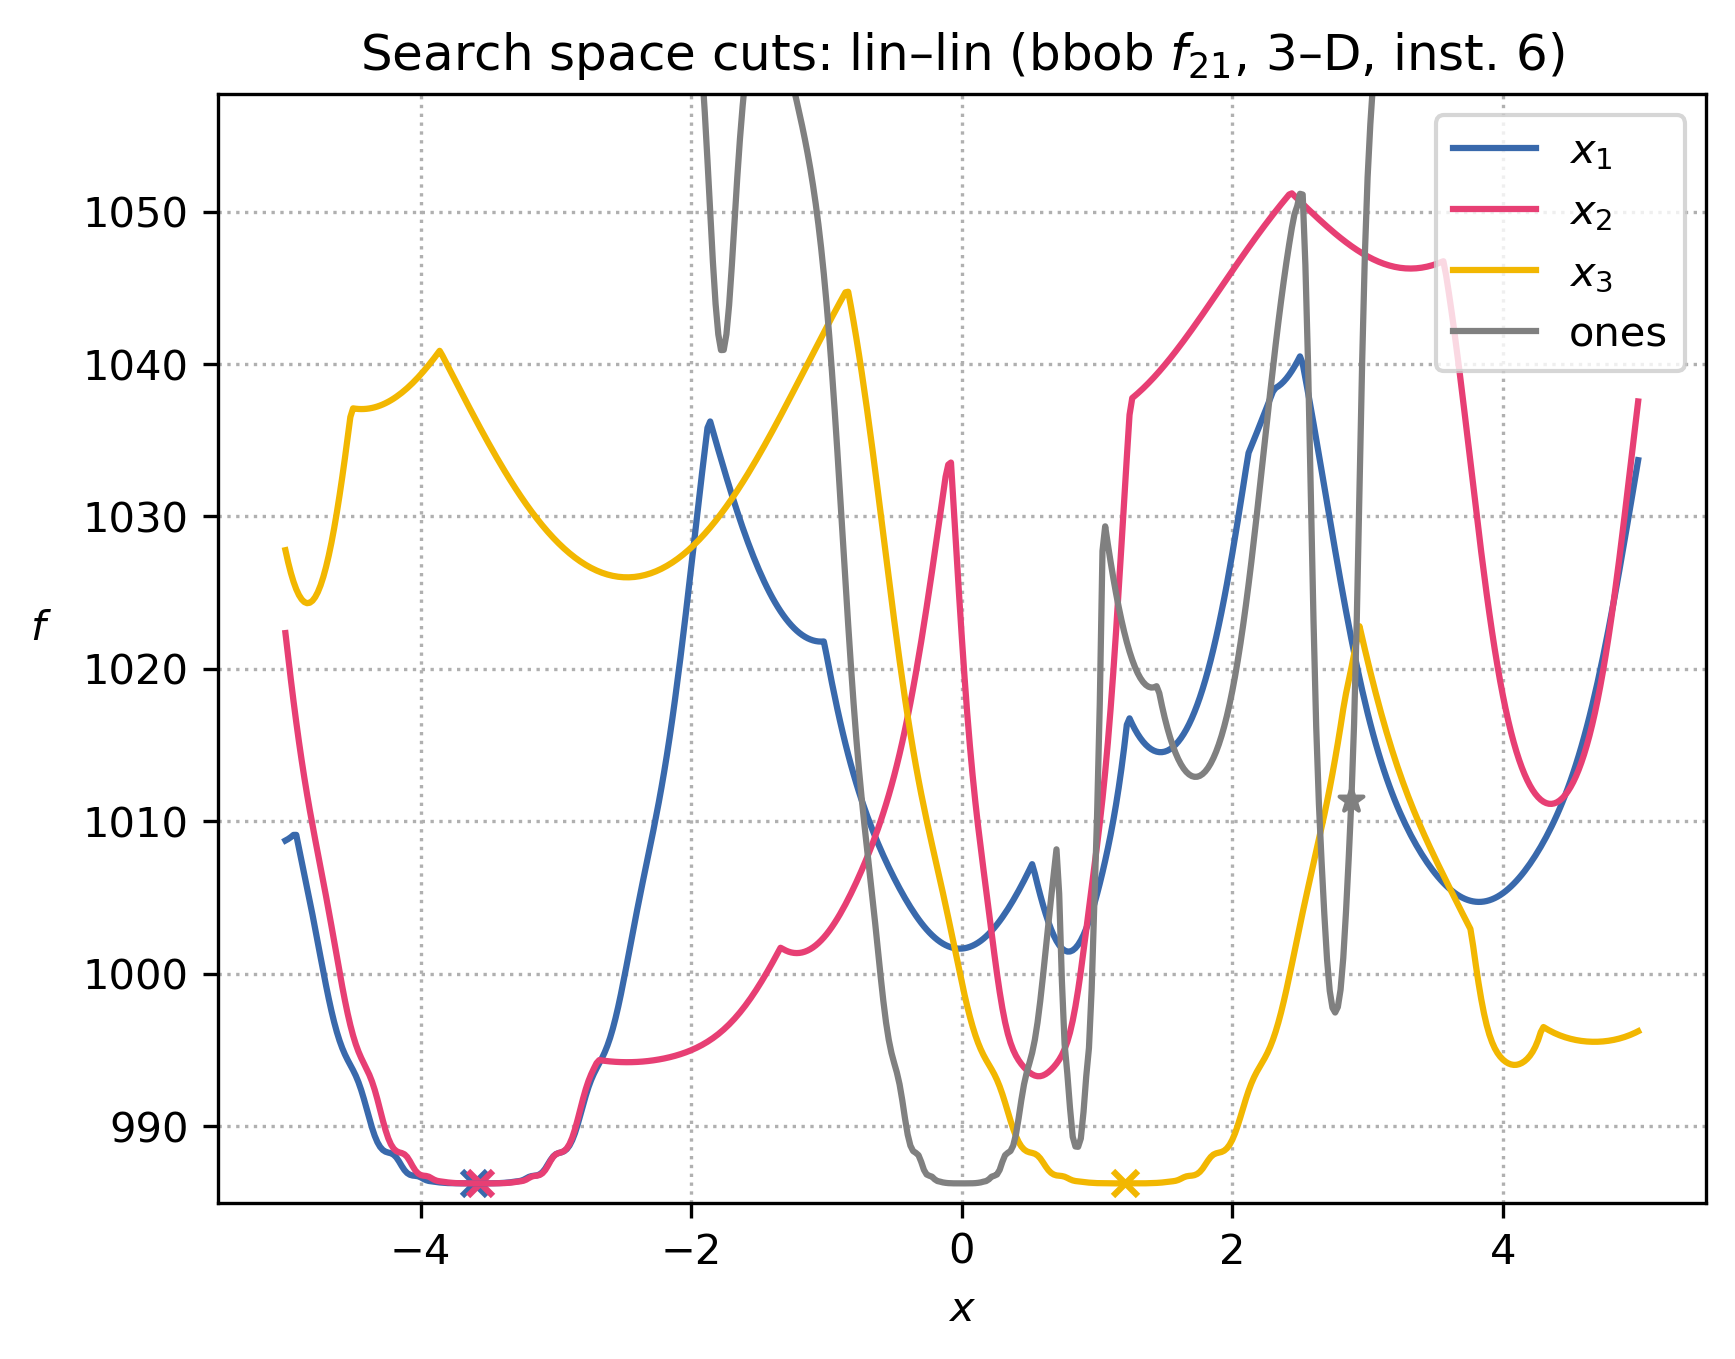 Search space cuts: lin–lin (bbob f₂₁, 3–D, inst. 6)
x₁
x₂
x₃
ones
1050
1040
1030
1020
1010
1000
990
f
−4
−2
0
2
4
x